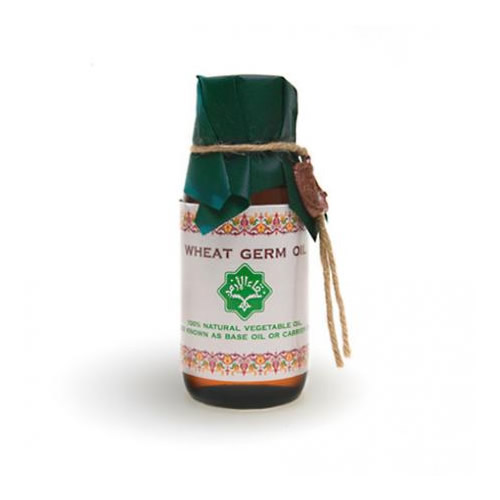 WHEAT GERM OIL
100% NATURAL VEGETABLE OIL
KNOWN AS BASE OIL OR CARRIER